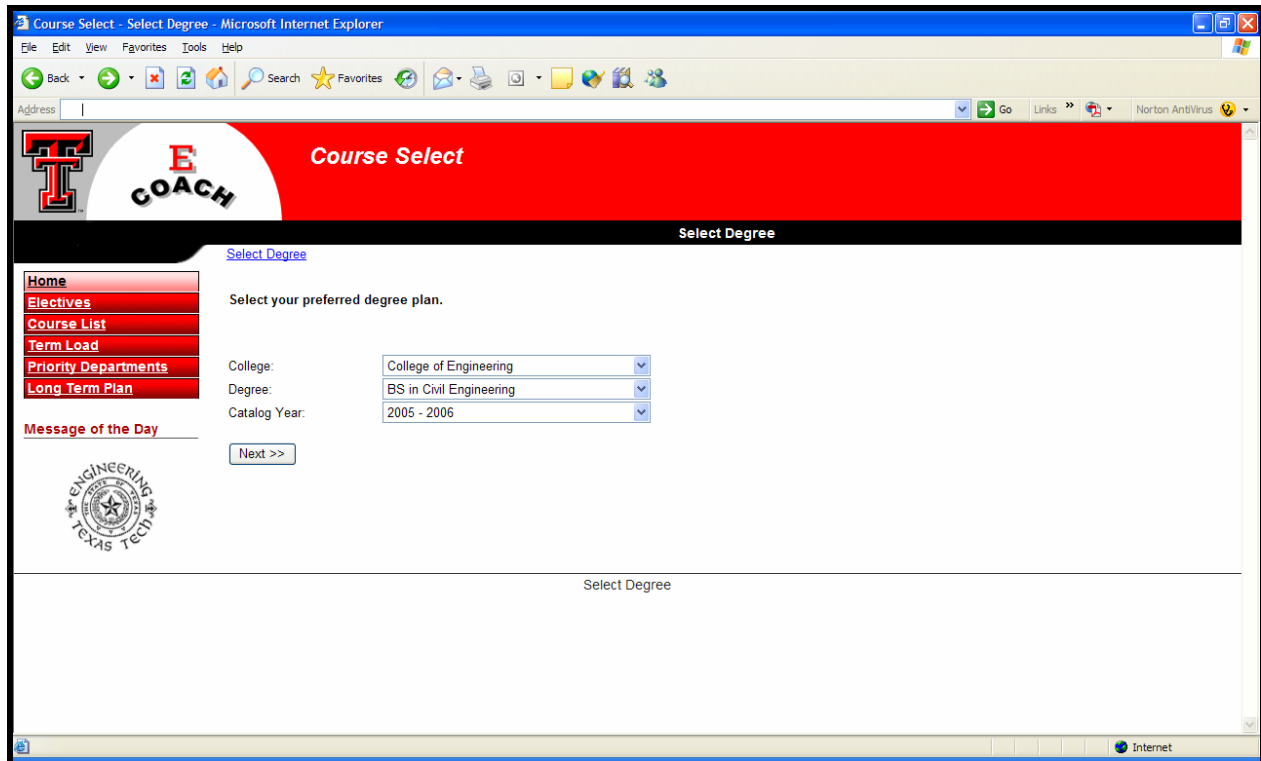 Course Select - Select Degree - Microsoft Internet Explorer
File Edit View Favorites Tools Help
Back Search Favorites
Address Go Links » Norton AntiVirus
E
COACH
Course Select
Select Degree
Select Degree
Home
Electives
Course List
Term Load
Priority Departments
Long Term Plan
Message of the Day
ENGINEERING
TEXAS TECH
Select your preferred degree plan.
College: College of Engineering
Degree: BS in Civil Engineering
Catalog Year: 2005 - 2006
Next >>
Select Degree
Internet